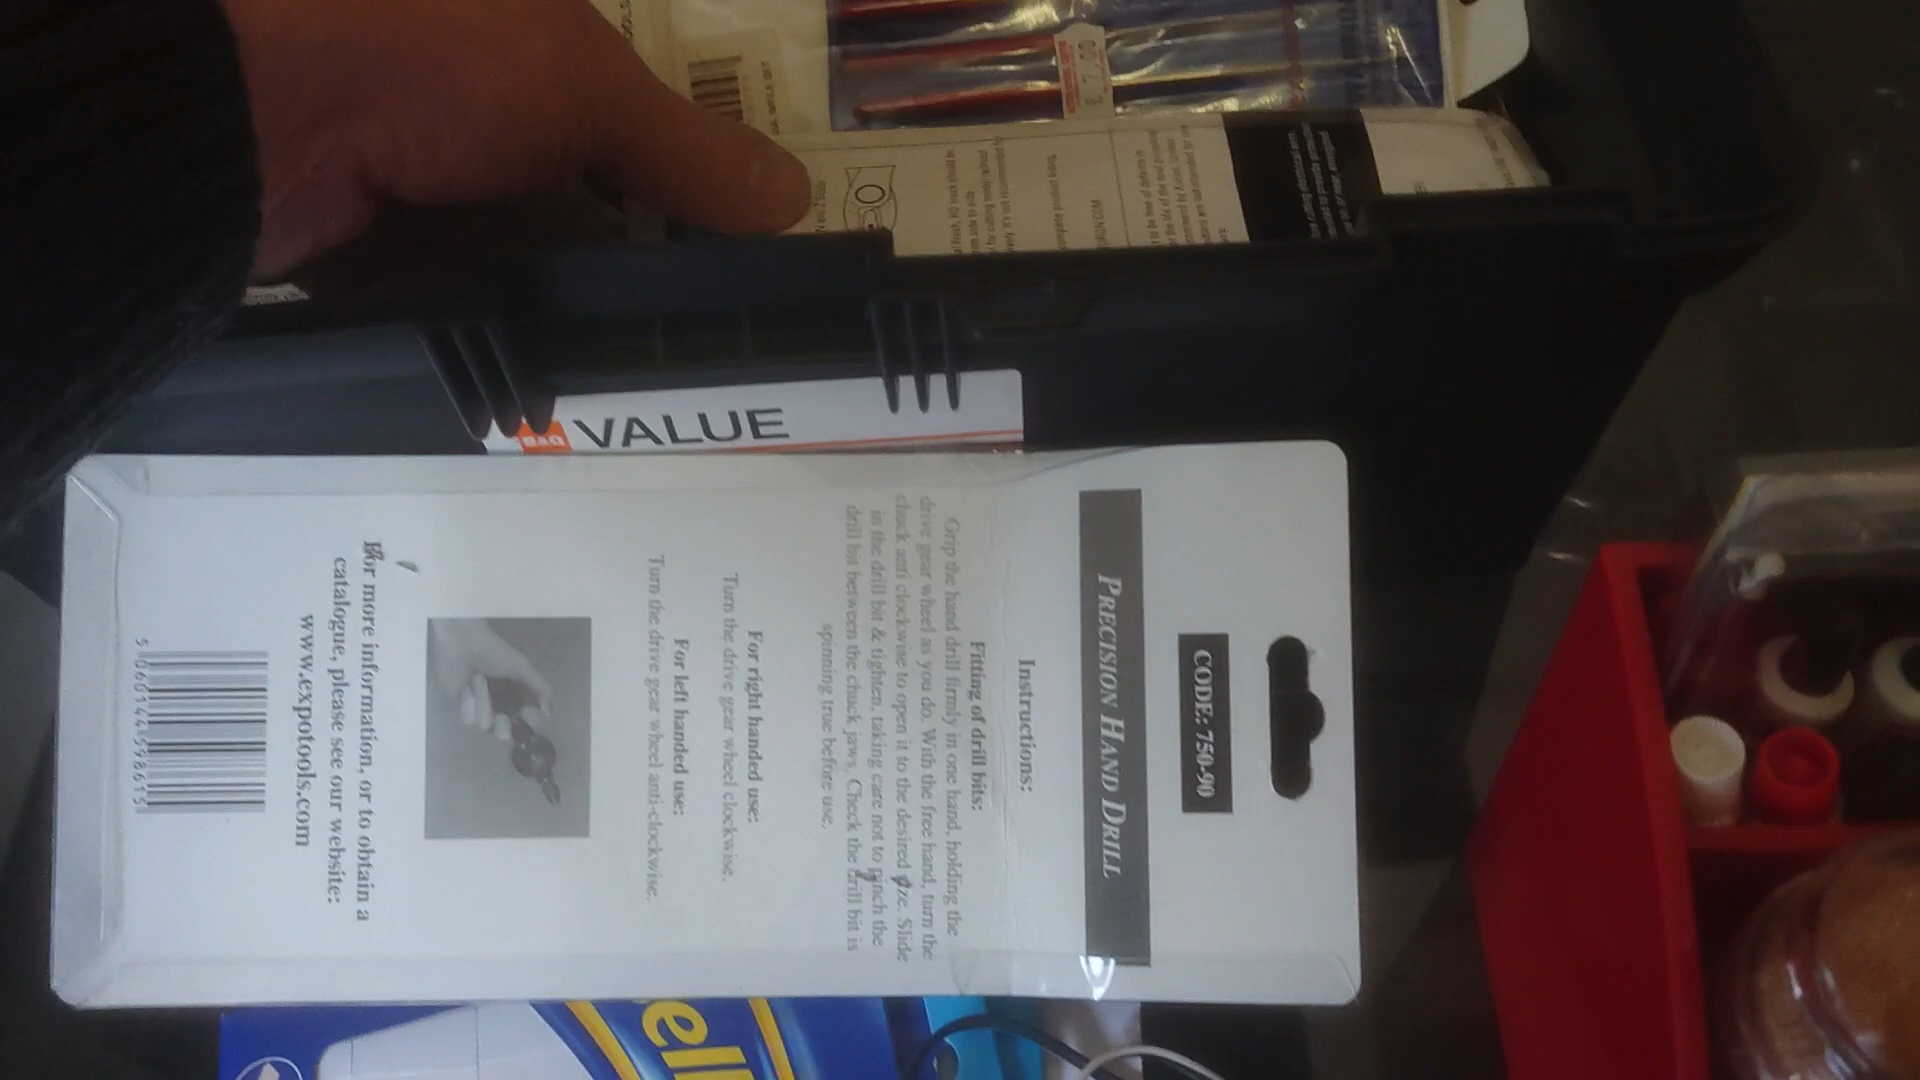 CODE: 750-90
PRECISION HAND DRILL
Instructions:
Fitting of drill bits:
Grip the hand drill firmly in one hand, holding the
drive gear wheel as you do. With the free hand, turn the
chuck anti clockwise to open it to the desired size. Slide
in the drill bit & tighten, taking care not to pinch the
drill bit between the chuck jaws. Check the drill bit is
spinning true before use.
For right handed use:
Turn the drive gear wheel clockwise.
For left handed use:
Turn the drive gear wheel anti-clockwise.
For more information, or to obtain a
catalogue, please see our website:
www.expotools.com
5 060144 598615
B&Q VALUE
ell